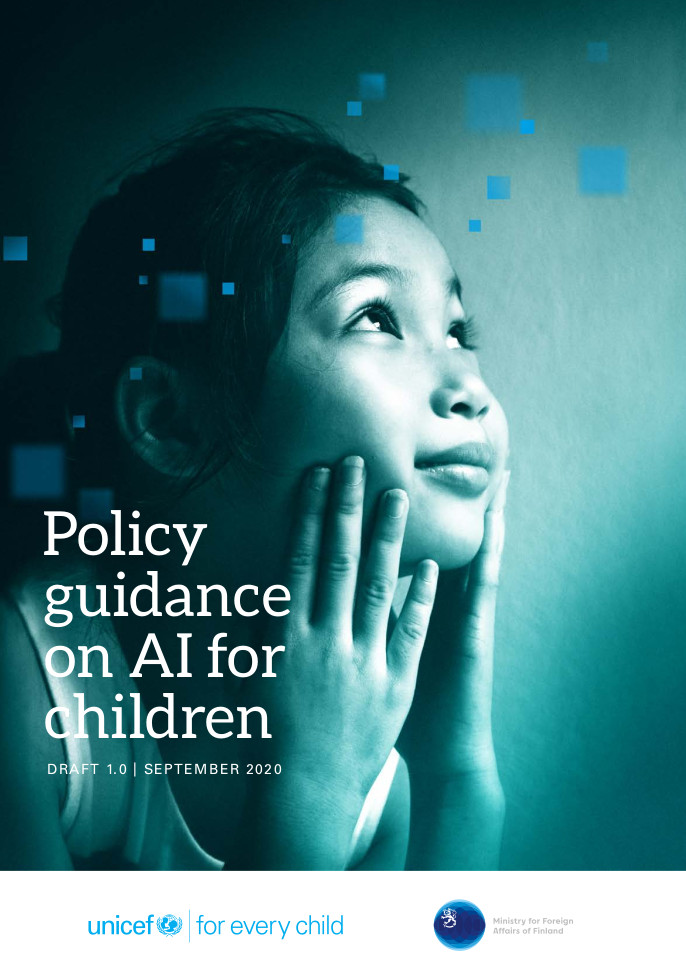 Policy
guidance
on AI for
children
DRAFT 1.0 | SEPTEMBER 2020
unicef | for every child
Ministry for Foreign
Affairs of Finland